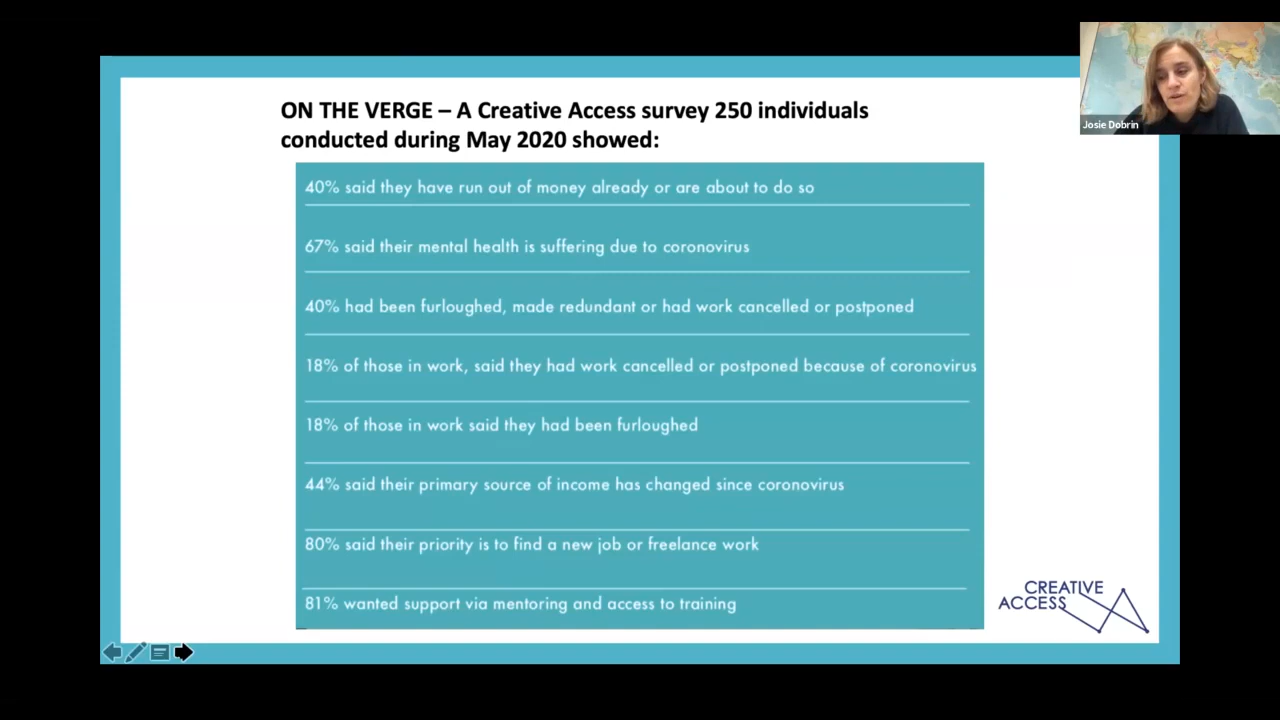 ON THE VERGE – A Creative Access survey 250 individuals
conducted during May 2020 showed:
40% said they have run out of money already or are about to do so
67% said their mental health is suffering due to coronovirus
40% had been furloughed, made redundant or had work cancelled or postponed
18% of those in work, said they had work cancelled or postponed because of coronovirus
18% of those in work said they had been furloughed
44% said their primary source of income has changed since coronovirus
80% said their priority is to find a new job or freelance work
81% wanted support via mentoring and access to training
CREATIVE
ACCESS
Josie Dobrin